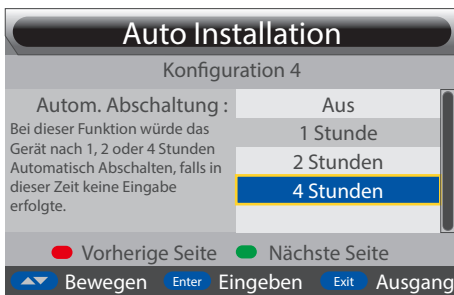 Auto Installation
Konfiguration 4
Autom. Abschaltung :
Bei dieser Funktion würde das
Gerät nach 1, 2 oder 4 Stunden
Automatisch Abschalten, falls in
dieser Zeit keine Eingabe
erfolgte.
Aus
1 Stunde
2 Stunden
4 Stunden
Vorherige Seite Nächste Seite
Bewegen Enter Eingeben Exit Ausgang